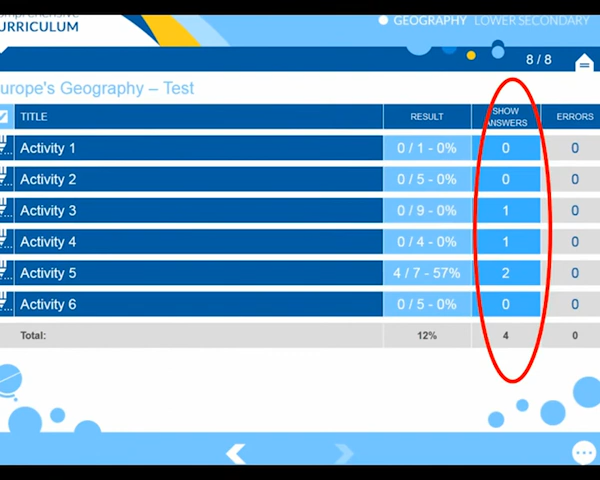 CURRICULUM
GEOGRAPHY LOWER SECONDARY
8 / 8
urope's Geography – Test
TITLE RESULT SHOW ANSWERS ERRORS
Activity 1 0 / 1 - 0% 0 0
Activity 2 0 / 5 - 0% 0 0
Activity 3 0 / 9 - 0% 1 0
Activity 4 0 / 4 - 0% 1 0
Activity 5 4 / 7 - 57% 2 0
Activity 6 0 / 5 - 0% 0 0
Total: 12% 4 0